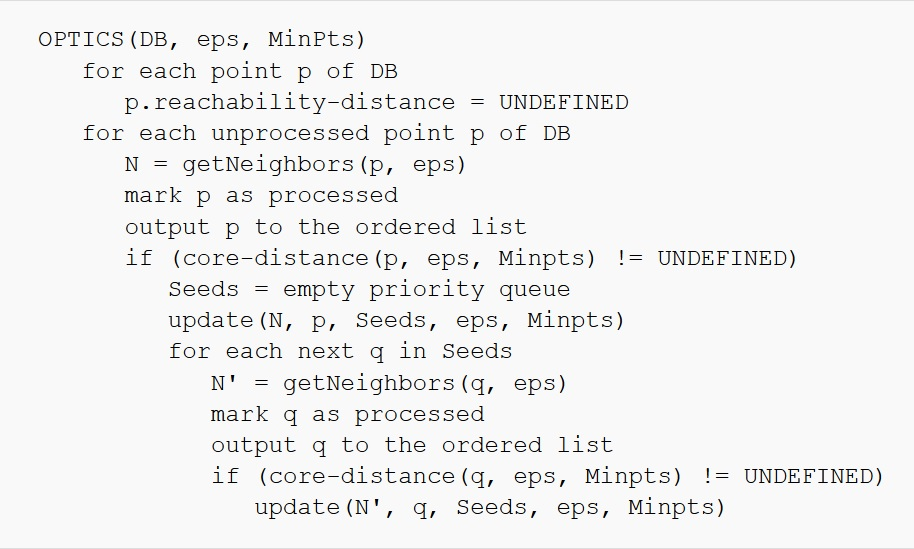 OPTICS(DB, eps, MinPts)
for each point p of DB
p.reachability-distance = UNDEFINED
for each unprocessed point p of DB
N = getNeighbors(p, eps)
mark p as processed
output p to the ordered list
if (core-distance(p, eps, Minpts) != UNDEFINED)
Seeds = empty priority queue
update(N, p, Seeds, eps, Minpts)
for each next q in Seeds
N' = getNeighbors(q, eps)
mark q as processed
output q to the ordered list
if (core-distance(q, eps, Minpts) != UNDEFINED)
update(N', q, Seeds, eps, Minpts)